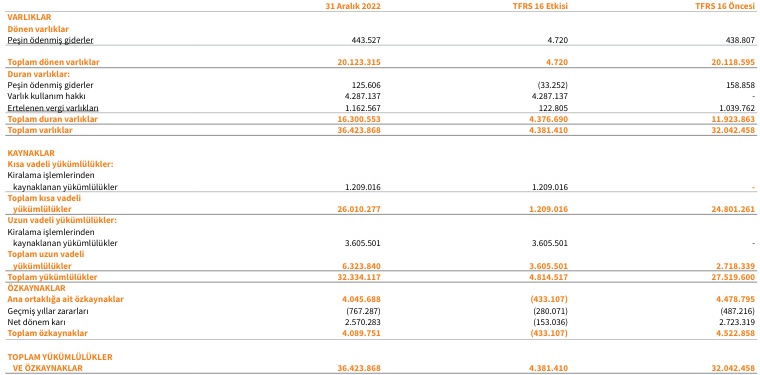 31 Aralık 2022 TFRS 16 Etkisi TFRS 16 Öncesi
VARLIKLAR
Dönen varlıklar
Peşin ödenmiş giderler 443.527 4.720 438.807
Toplam dönen varlıklar 20.123.315 4.720 20.118.595
Duran varlıklar:
Peşin ödenmiş giderler 125.606 (33.252) 158.858
Varlık kullanım hakkı 4.287.137 4.287.137 -
Ertelenen vergi varlıkları 1.162.567 122.805 1.039.762
Toplam duran varlıklar 16.300.553 4.376.690 11.923.863
Toplam varlıklar 36.423.868 4.381.410 32.042.458
KAYNAKLAR
Kısa vadeli yükümlülükler:
Kiralama işlemlerinden
kaynaklanan yükümlülükler 1.209.016 1.209.016 -
Toplam kısa vadeli
yükümlülükler 26.010.277 1.209.016 24.801.261
Uzun vadeli yükümlülükler:
Kiralama işlemlerinden
kaynaklanan yükümlülükler 3.605.501 3.605.501 -
Toplam uzun vadeli
yükümlülükler 6.323.840 3.605.501 2.718.339
Toplam yükümlülükler 32.334.117 4.814.517 27.519.600
ÖZKAYNAKLAR
Ana ortaklığa ait özkaynaklar 4.045.688 (433.107) 4.478.795
Geçmiş yıllar zararları (767.287) (280.071) (487.216)
Net dönem karı 2.570.283 (153.036) 2.723.319
Toplam özkaynaklar 4.089.751 (433.107) 4.522.858
TOPLAM YÜKÜMLÜLÜKLER
VE ÖZKAYNAKLAR 36.423.868 4.381.410 32.042.458